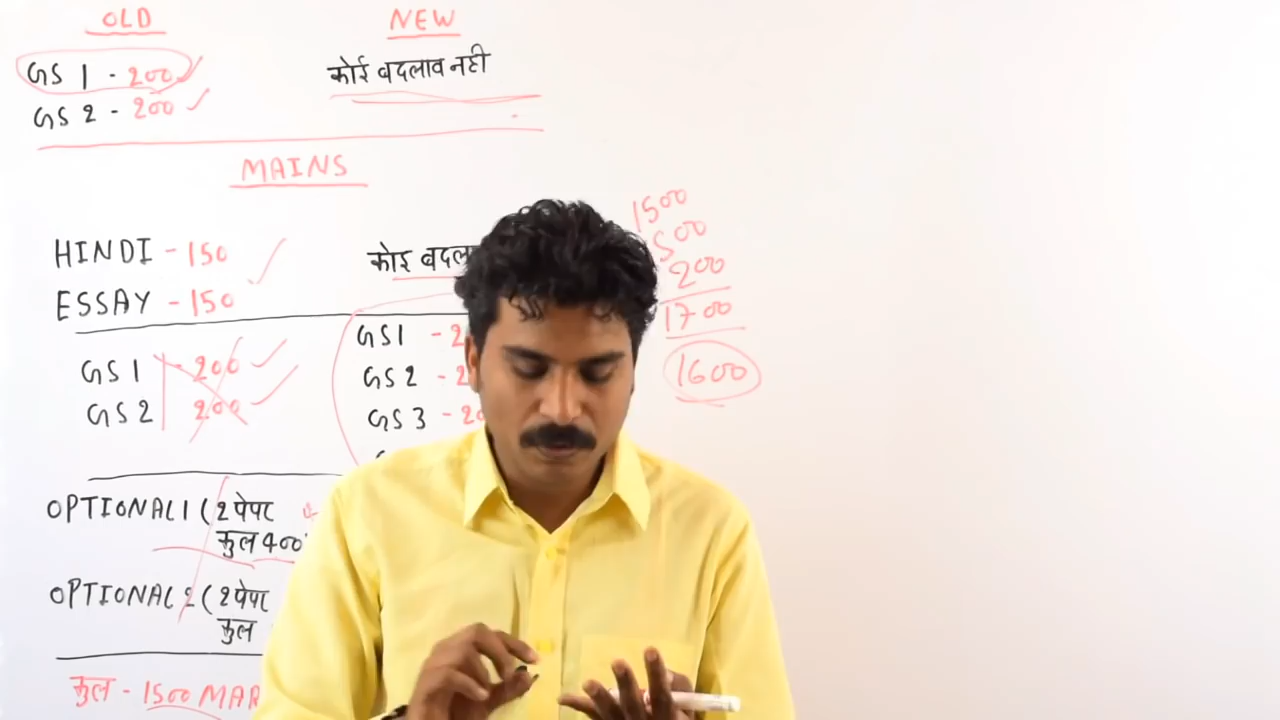 OLD
NEW
GS 1 - 200
कोई बदलाव नही
GS 2 - 200
MAINS
HINDI - 150
कोई
ESSAY - 150
GS1
GS 1 - 200
GS 2
GS 2 200
GS 3
OPTIONAL 1 ( 2 पेपर
कुल 400
OPTIONAL 2 ( 2 पेपर
कुल
कुल - 1500
1500
500
200
1700
1600